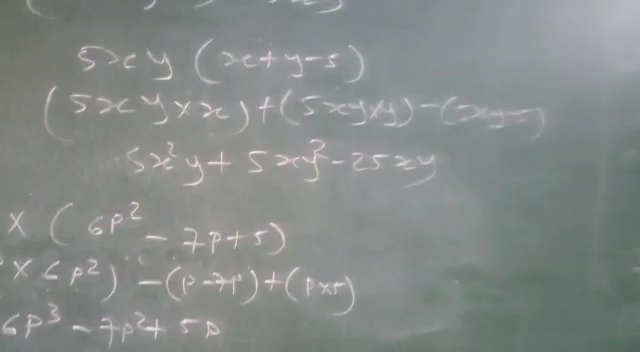 5xy (x+y-5)
(5xy×x)+(5xy×y)-(
5x²y+5xy²-25xy
× (6p²-7p+5)
×6p²) -(p-7p)+(p×5)
6p³-7p²+5p